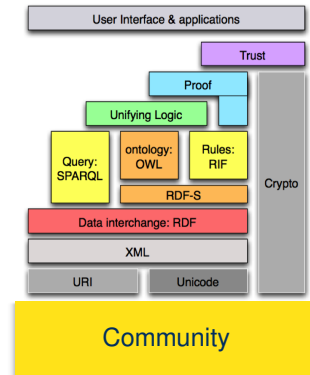 User Interface & applications
Trust
Proof
Unifying Logic
Query:
SPARQL
ontology:
OWL
Rules:
RIF
Crypto
RDF-S
Data interchange: RDF
XML
URI
Unicode
Community